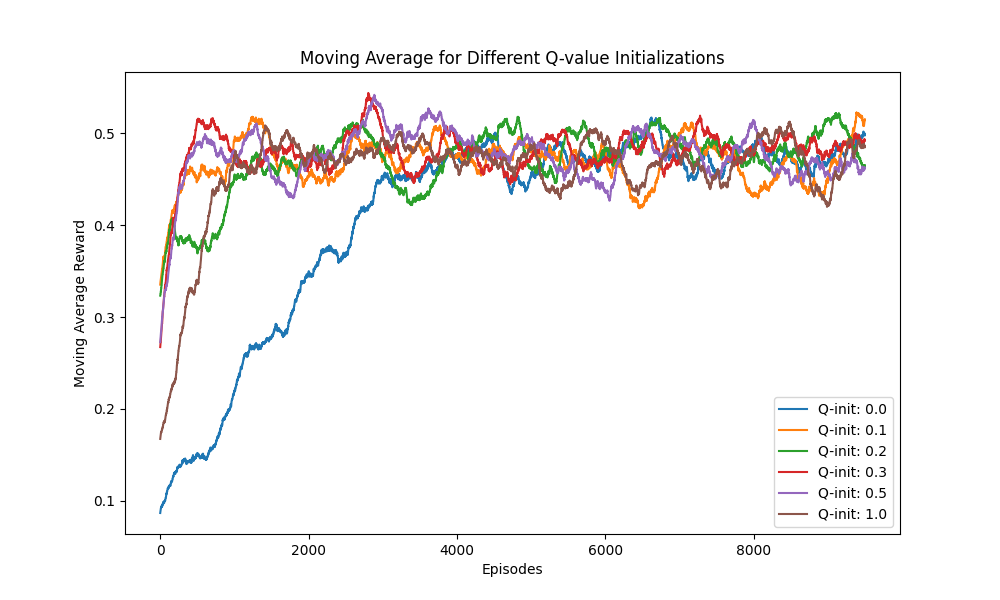 Moving Average for Different Q-value Initializations
Moving Average Reward
0.5
0.4
0.3
0.2
0.1
0
2000
4000
6000
8000
Episodes
Q-init: 0.0
Q-init: 0.1
Q-init: 0.2
Q-init: 0.3
Q-init: 0.5
Q-init: 1.0